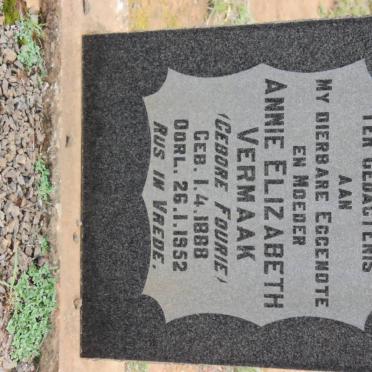 TER GEDAGTENIS
AAN
MY DIERBARE EGGENOTE
EN MOEDER
ANNIE ELIZABETH
VERMAAK
(GEBORE FOURIE)
GEB. 1.4.1888
OORL. 26.1.1952
RUS IN VREDE.